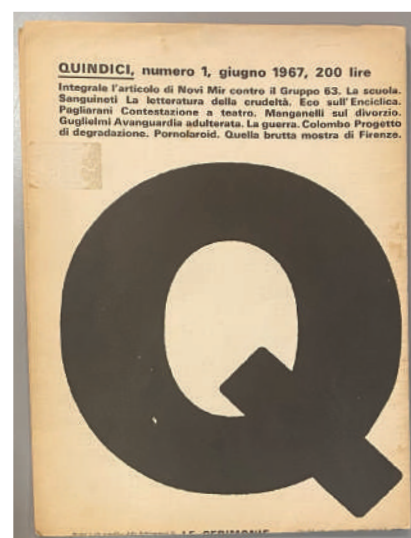 QUINDICI, numero 1, giugno 1967, 200 lire
Integrale l'articolo di Novi Mir contro il Gruppo 63. La scuola.
Sanguineti La letteratura della crudeltà. Eco sull'Enciclica.
Pagliarani Contestazione a teatro. Manganelli sul divorzio.
Guglielmi Avanguardia adulterata. La guerra. Colombo Progetto
di degradazione. Pornolaroid. Quella brutta mostra di Firenze.
Q
LE CERIMONIE